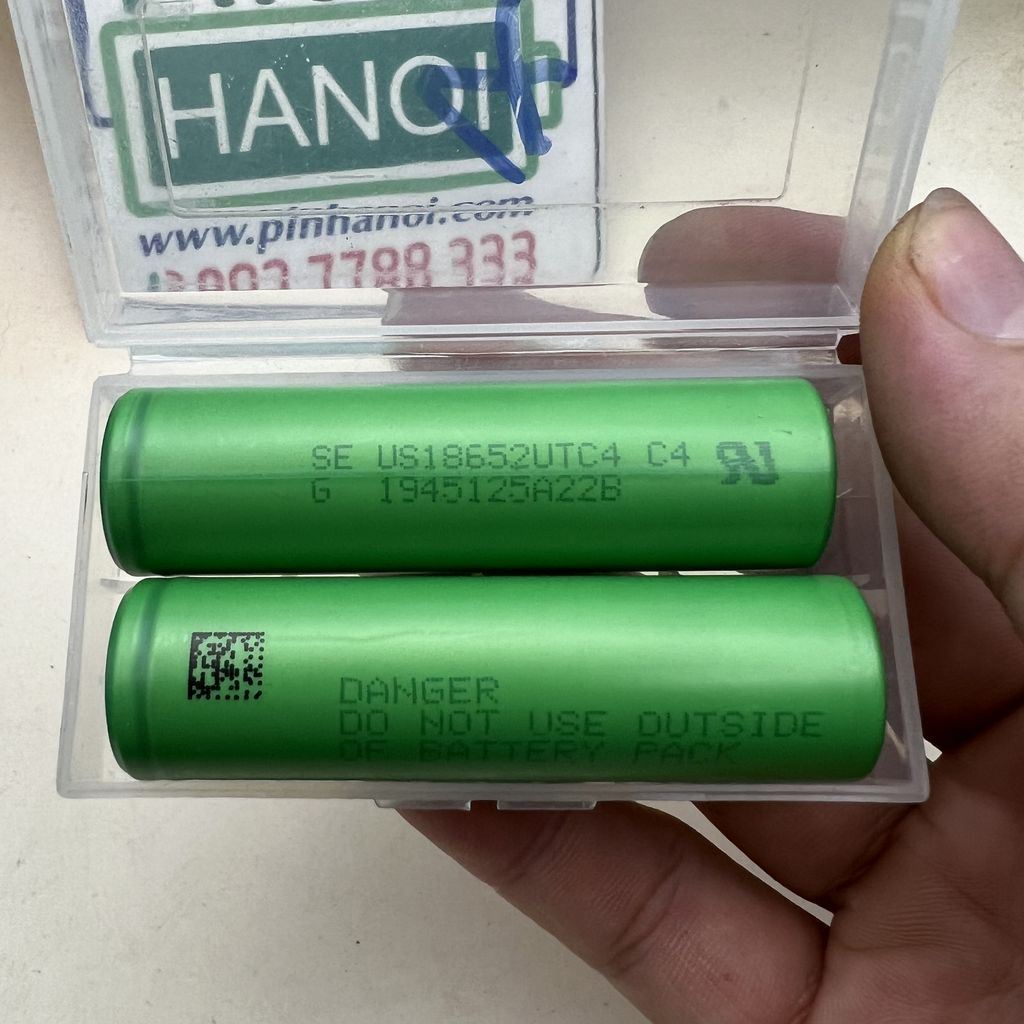 HANOI
www.pinhanoi.com
SE US18652UTC4 C4
G 1945125A22B
DANGER
DO NOT USE OUTSIDE
OF BATTERY PACK